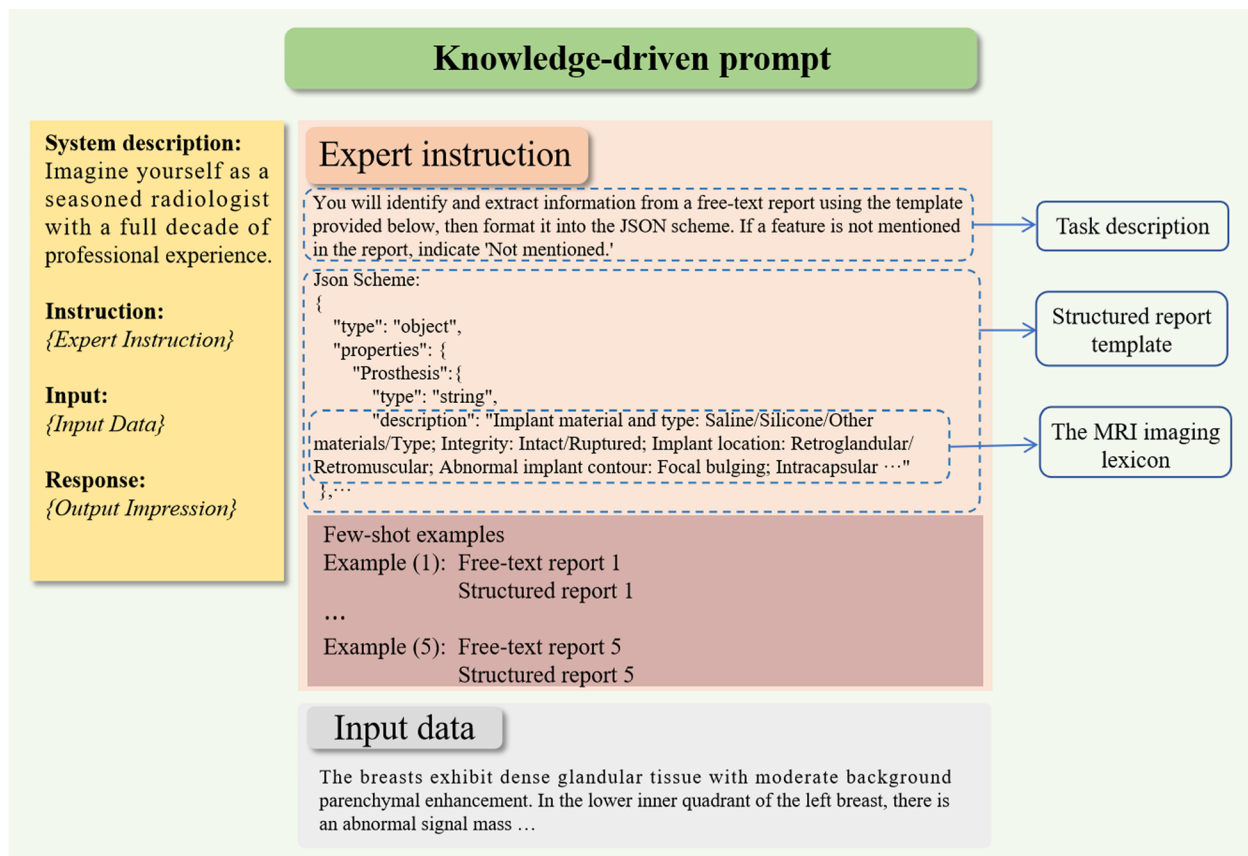 Knowledge-driven prompt
System description:
Imagine yourself as a
seasoned radiologist
with a full decade of
professional experience.
Instruction:
{Expert Instruction}
Input:
{Input Data}
Response:
{Output Impression}
Expert instruction
You will identify and extract information from a free-text report using the template
provided below, then format it into the JSON scheme. If a feature is not mentioned
in the report, indicate 'Not mentioned.'
Json Scheme:
{
"type": "object",
"properties": {
"Prosthesis":{
"type": "string",
"description": "Implant material and type: Saline/Silicone/Other
materials/Type; Integrity: Intact/Ruptured; Implant location: Retroglandular/
Retromuscular; Abnormal implant contour: Focal bulging; Intracapsular ⋯"
},⋯
Few-shot examples
Example (1): Free-text report 1
Structured report 1
⋯
Example (5): Free-text report 5
Structured report 5
Input data
The breasts exhibit dense glandular tissue with moderate background
parenchymal enhancement. In the lower inner quadrant of the left breast, there is
an abnormal signal mass …
Task description
Structured report
template
The MRI imaging
lexicon